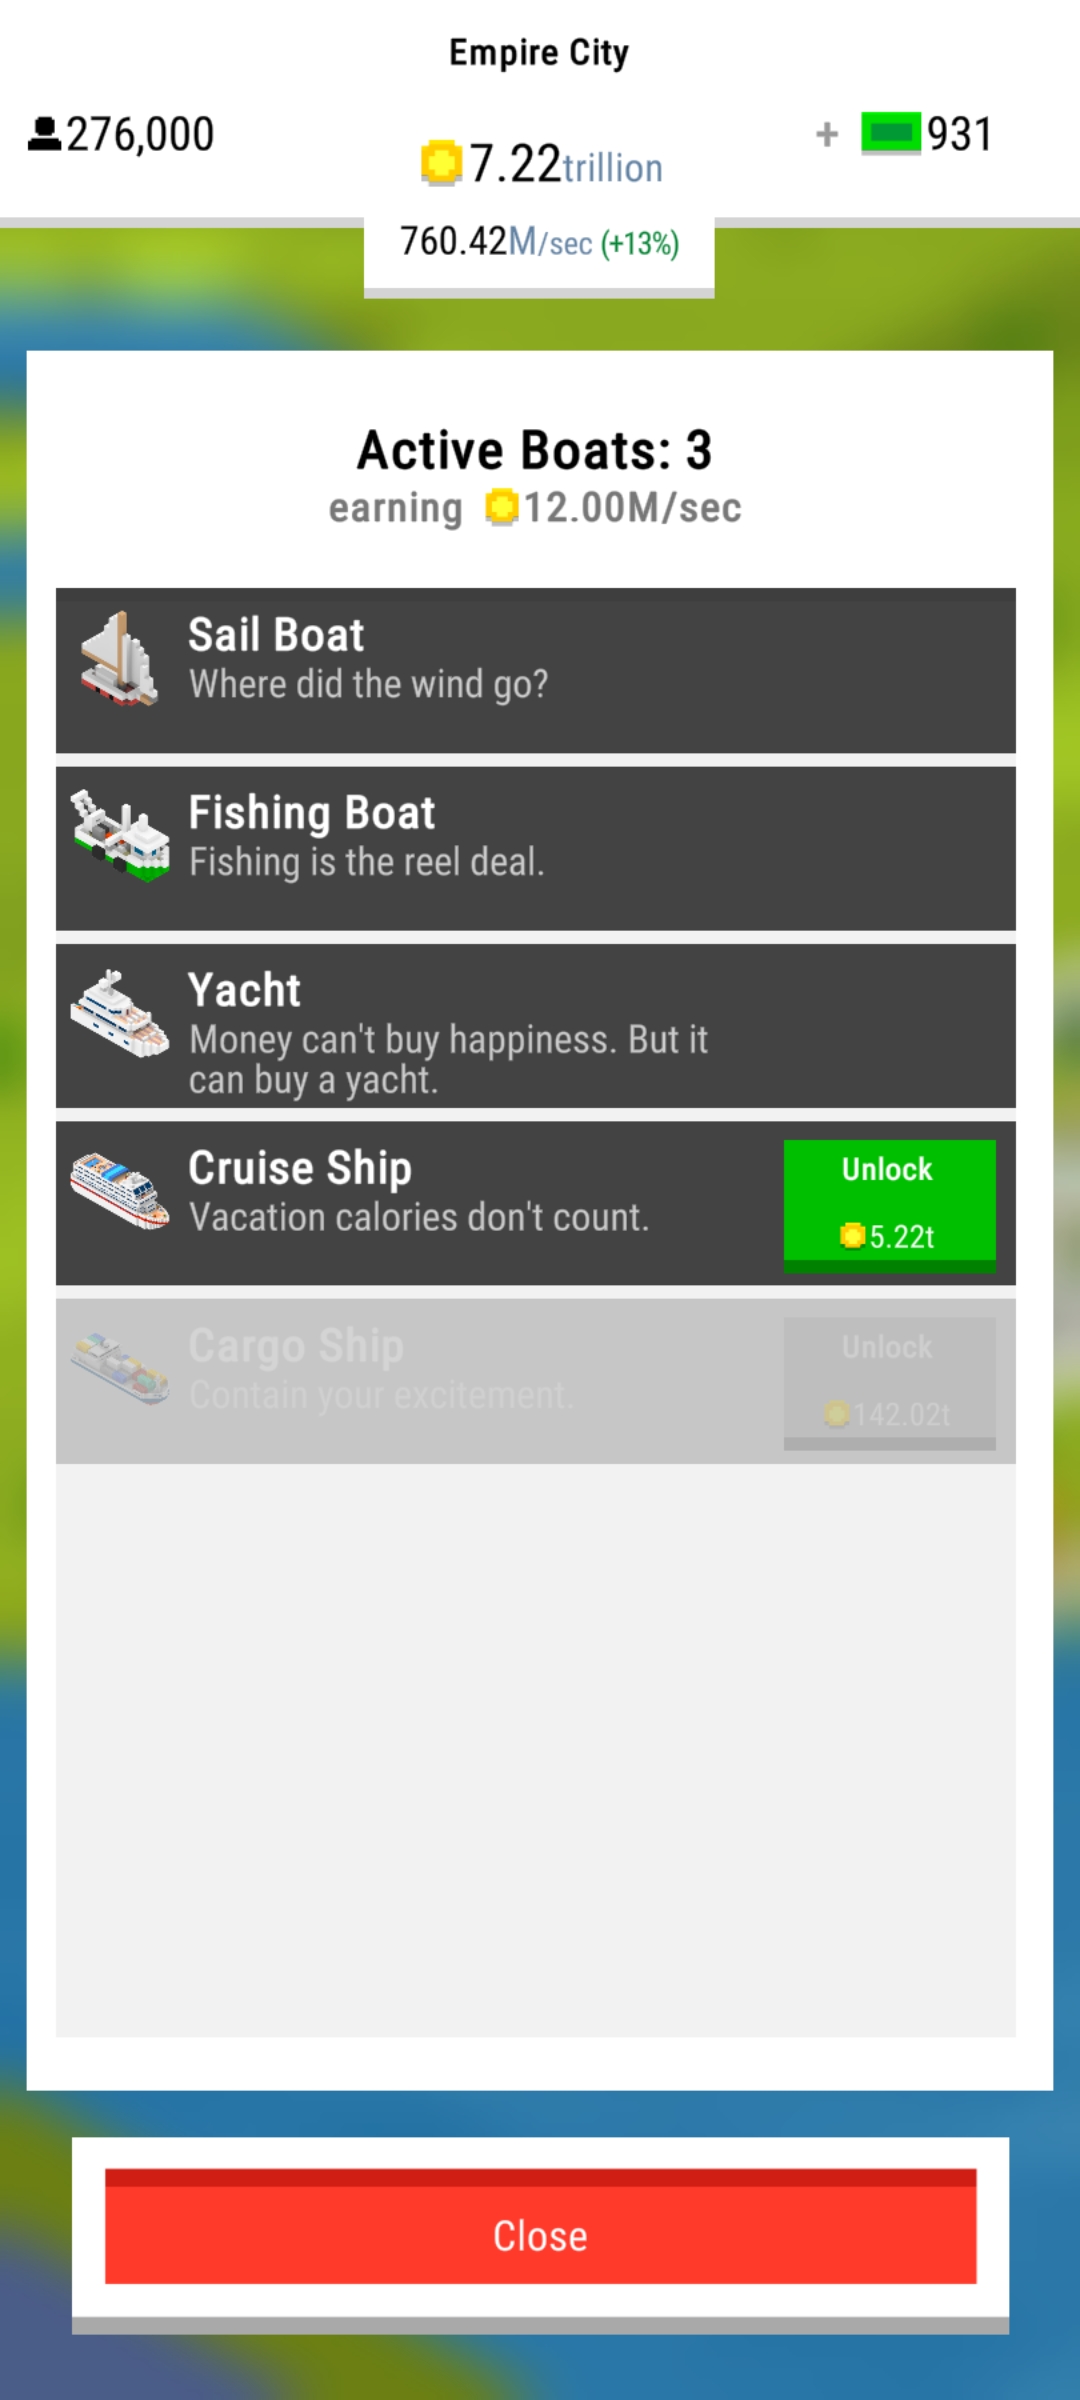 Empire City
276,000
7.22trillion
+ 931
760.42M/sec (+13%)
Active Boats: 3
earning 12.00M/sec
Sail Boat
Where did the wind go?
Fishing Boat
Fishing is the reel deal.
Yacht
Money can't buy happiness. But it
can buy a yacht.
Cruise Ship
Vacation calories don't count.
Unlock
5.22t
Cargo Ship
Contain your excitement.
Unlock
142.02t
Close